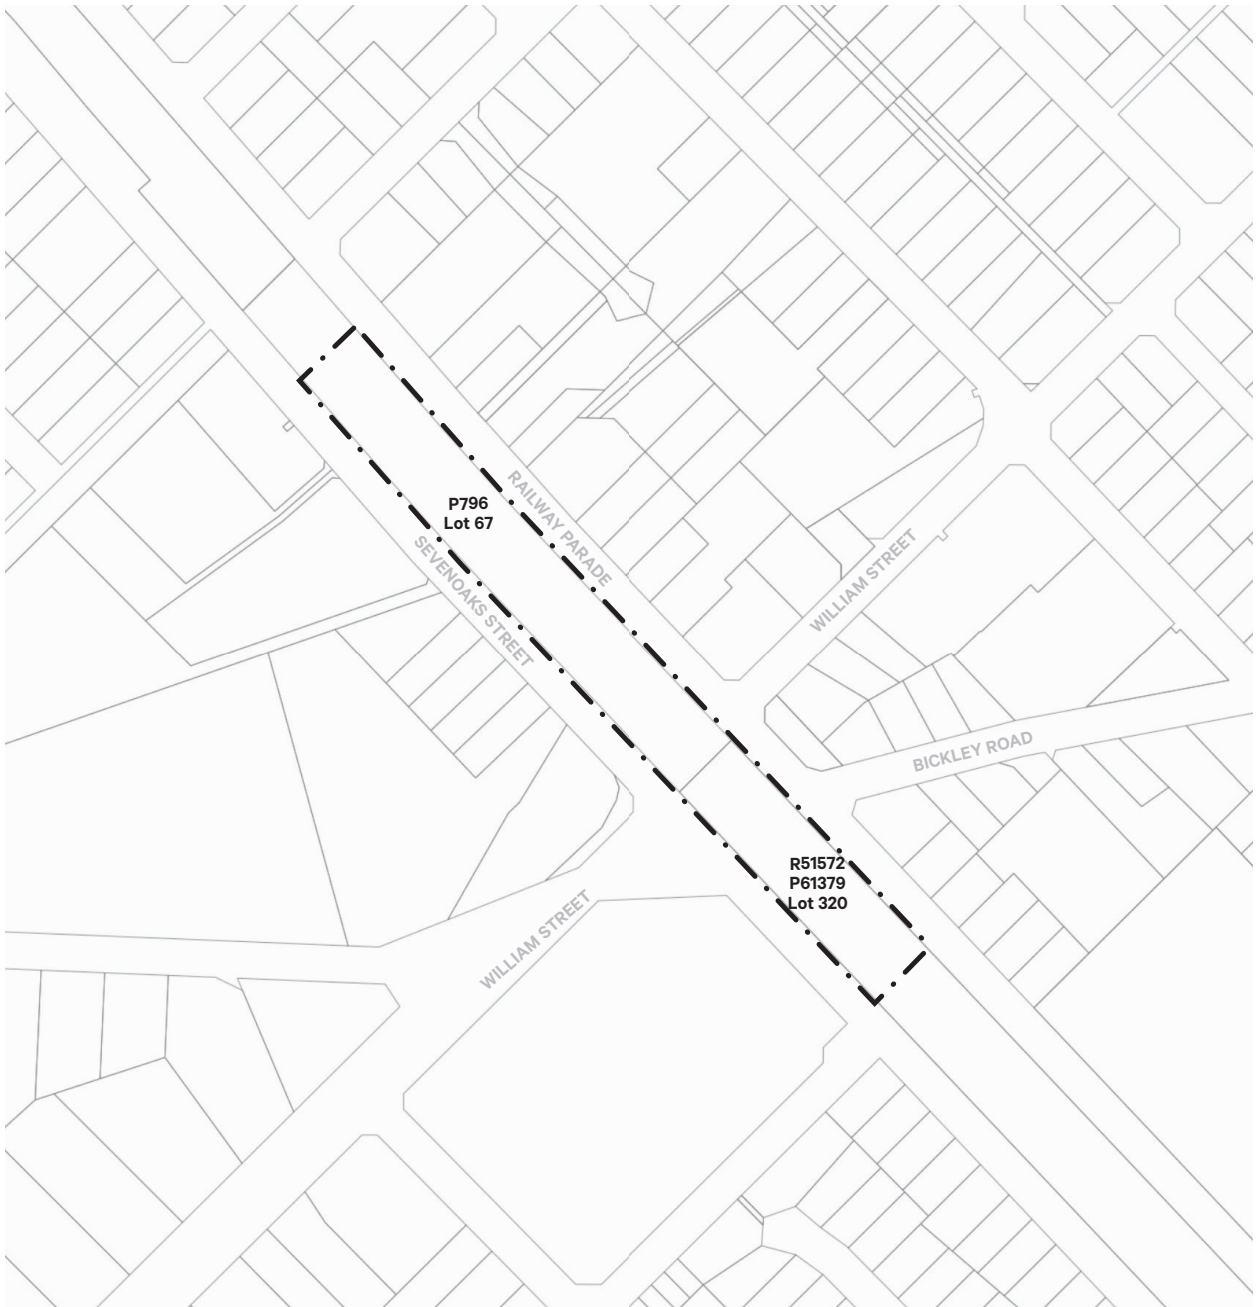 P796
Lot 67
RAILWAY PARADE
SEVENOAKS STREET
WILLIAM STREET
BICKLEY ROAD
R51572
P61379
Lot 320
WILLIAM STREET